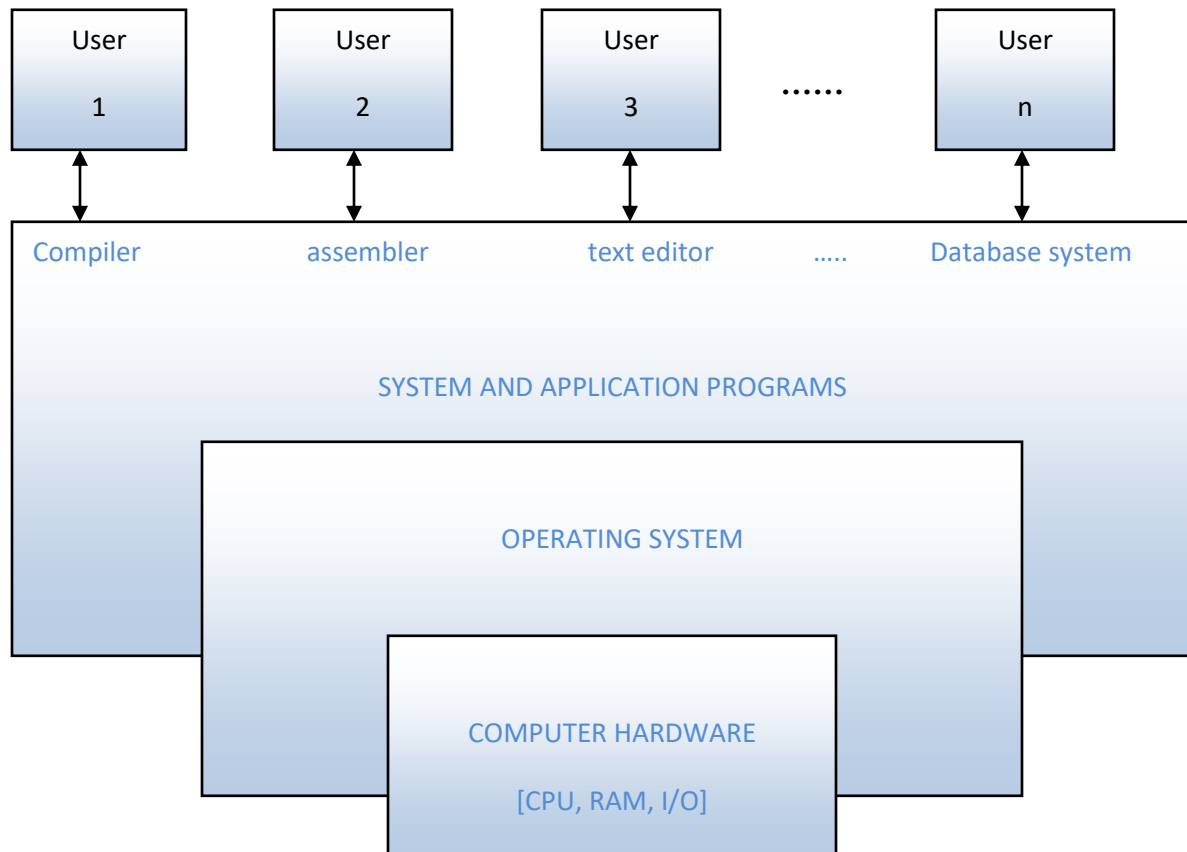 User User User User
1 2 3 ...... n
Compiler assembler text editor ..... Database system
SYSTEM AND APPLICATION PROGRAMS
OPERATING SYSTEM
COMPUTER HARDWARE
[CPU, RAM, I/O]